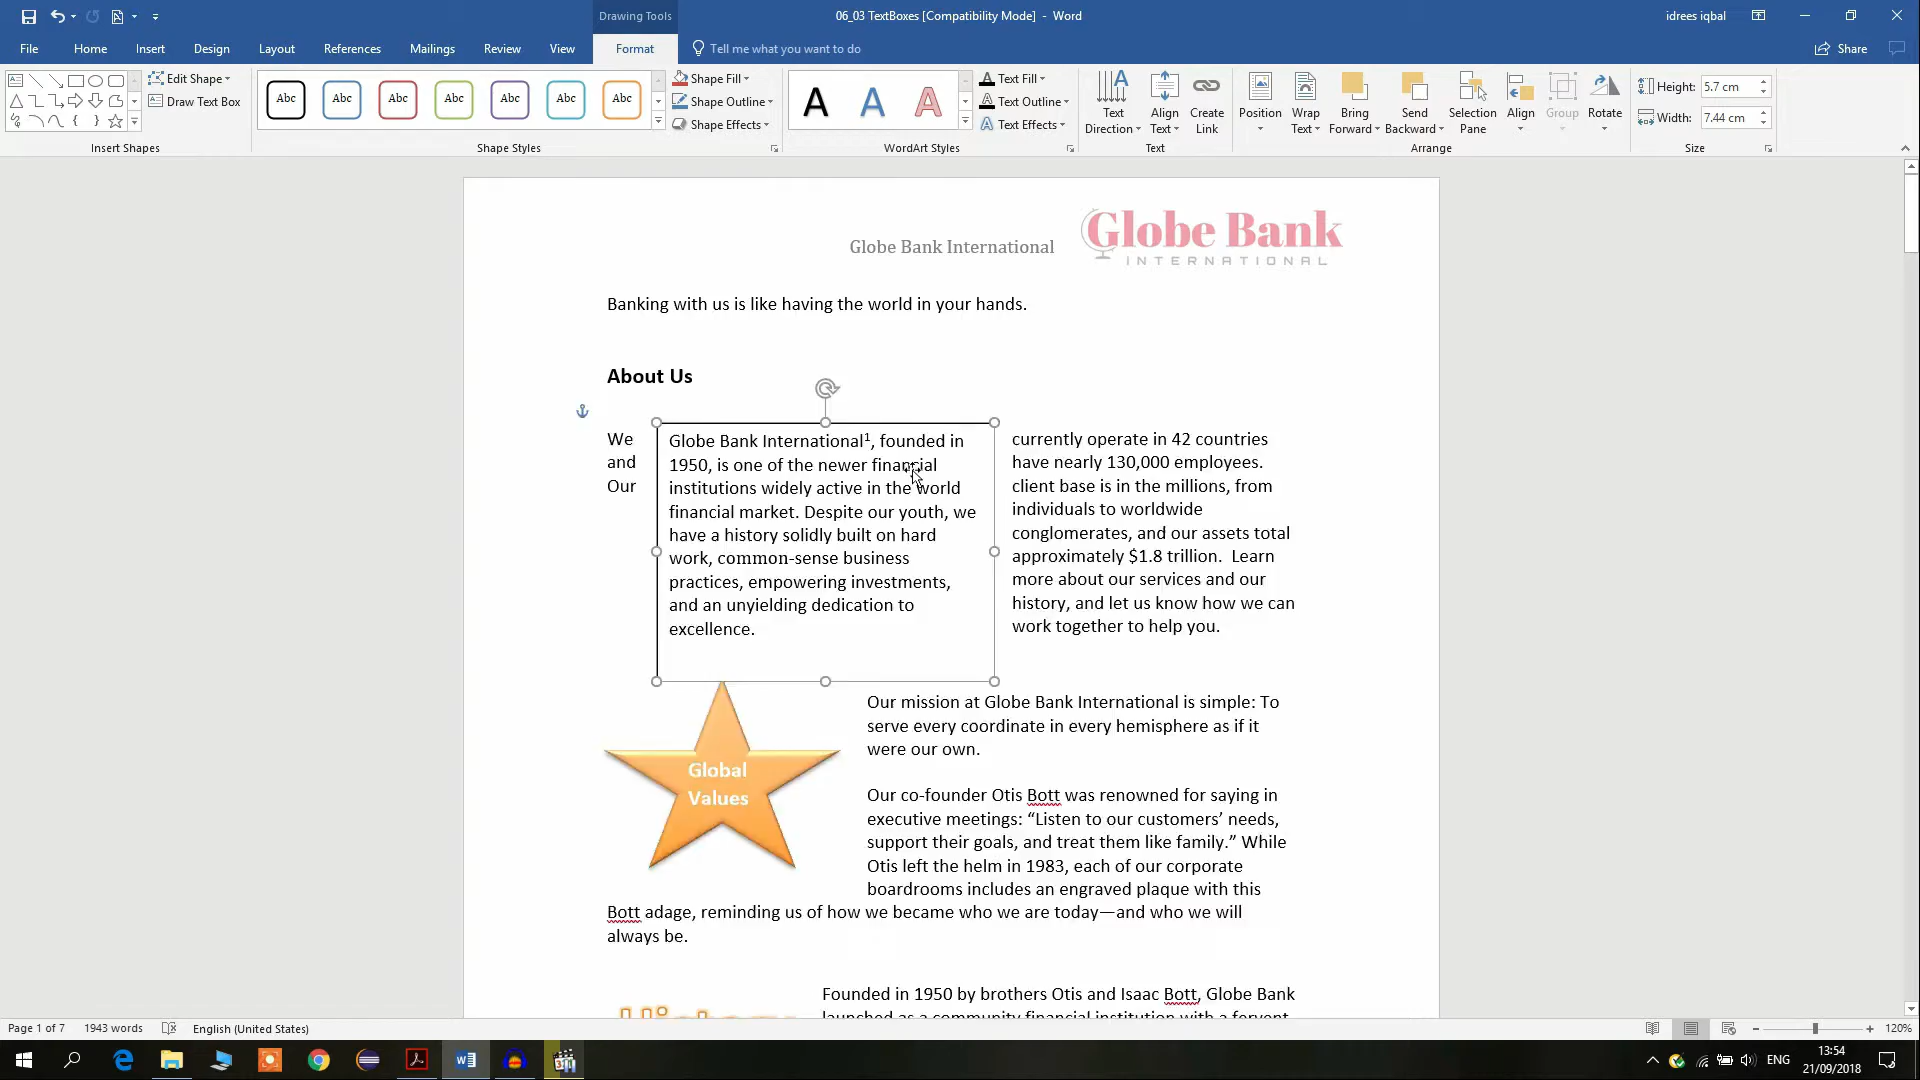 Drawing Tools
06_03 TextBoxes [Compatibility Mode] - Word
idrees iqbal
File
Home
Insert
Design
Layout
References
Mailings
Review
View
Format
Tell me what you want to do
Share
Edit Shape
Draw Text Box
Insert Shapes
Abc
Abc
Abc
Abc
Abc
Abc
Abc
Shape Fill
Shape Outline
Shape Effects
Shape Styles
A
A
A
Text Fill
Text Outline
Text Effects
WordArt Styles
Text Direction
Align Text
Create Link
Text
Position
Wrap Text
Bring Forward
Send Backward
Selection Pane
Align
Group
Rotate
Arrange
Height: 5.7 cm
Width: 7.44 cm
Size
Globe Bank International
Globe Bank
INTERNATIONAL
Banking with us is like having the world in your hands.
About Us
We
and
Our
Globe Bank International¹, founded in
1950, is one of the newer financial
institutions widely active in the world
financial market. Despite our youth, we
have a history solidly built on hard
work, common-sense business
practices, empowering investments,
and an unyielding dedication to
excellence.
currently operate in 42 countries
have nearly 130,000 employees.
client base is in the millions, from
individuals to worldwide
conglomerates, and our assets total
approximately $1.8 trillion. Learn
more about our services and our
history, and let us know how we can
work together to help you.
Global
Values
Our mission at Globe Bank International is simple: To
serve every coordinate in every hemisphere as if it
were our own.
Our co-founder Otis Bott was renowned for saying in
executive meetings: “Listen to our customers’ needs,
support their goals, and treat them like family.” While
Otis left the helm in 1983, each of our corporate
boardrooms includes an engraved plaque with this
Bott adage, reminding us of how we became who we are today—and who we will
always be.
Founded in 1950 by brothers Otis and Isaac Bott, Globe Bank
launched as a community financial institution with a fervent
Page 1 of 7
1943 words
English (United States)
120%
ENG
13:54
21/09/2018